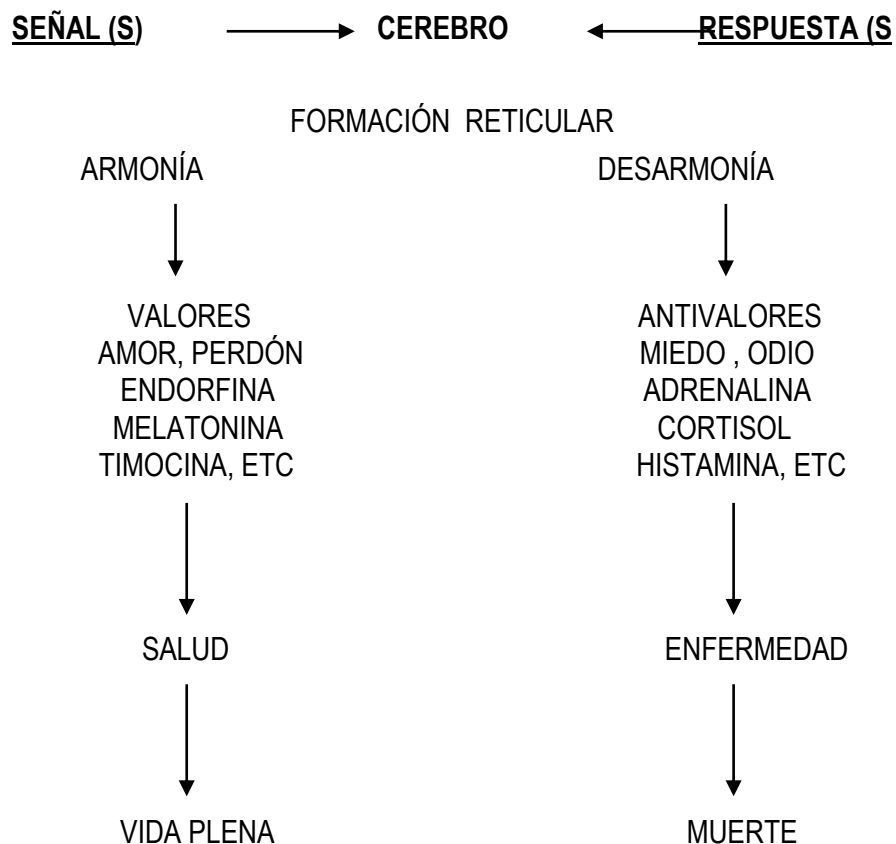 SEÑAL (S) CEREBRO RESPUESTA (S
FORMACIÓN RETICULAR
ARMONÍA DESARMONÍA
VALORES ANTIVALORES
AMOR, PERDÓN MIEDO , ODIO
ENDORFINA ADRENALINA
MELATONINA CORTISOL
TIMOCINA, ETC HISTAMINA, ETC
SALUD ENFERMEDAD
VIDA PLENA MUERTE